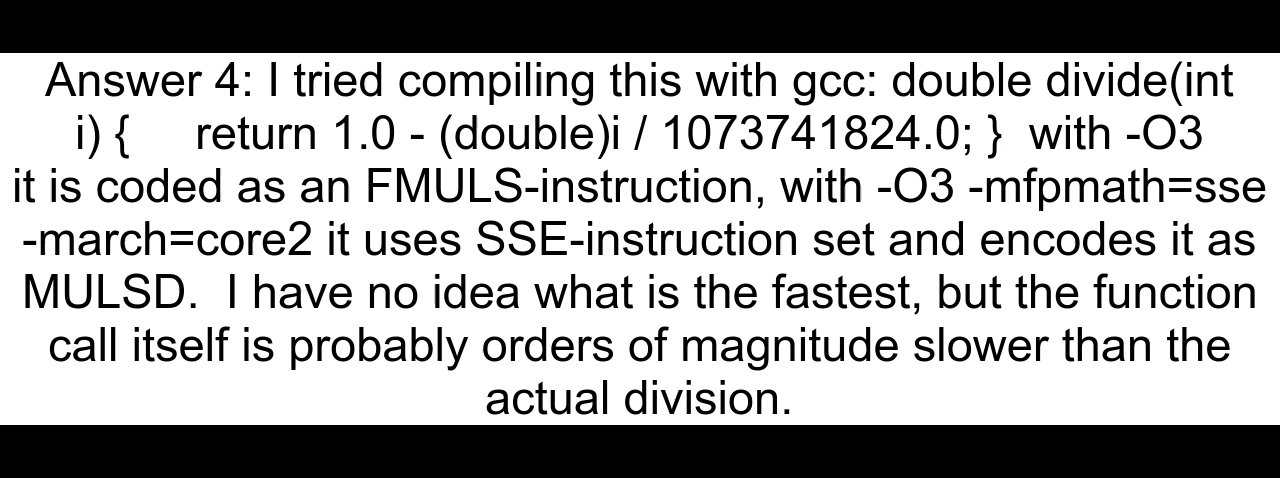 Answer 4: I tried compiling this with gcc: double divide(int
i) {     return 1.0 - (double)i / 1073741824.0; }  with -O3
it is coded as an FMULS-instruction, with -O3 -mfpmath=sse
-march=core2 it uses SSE-instruction set and encodes it as
MULSD.  I have no idea what is the fastest, but the function
call itself is probably orders of magnitude slower than the
actual division.